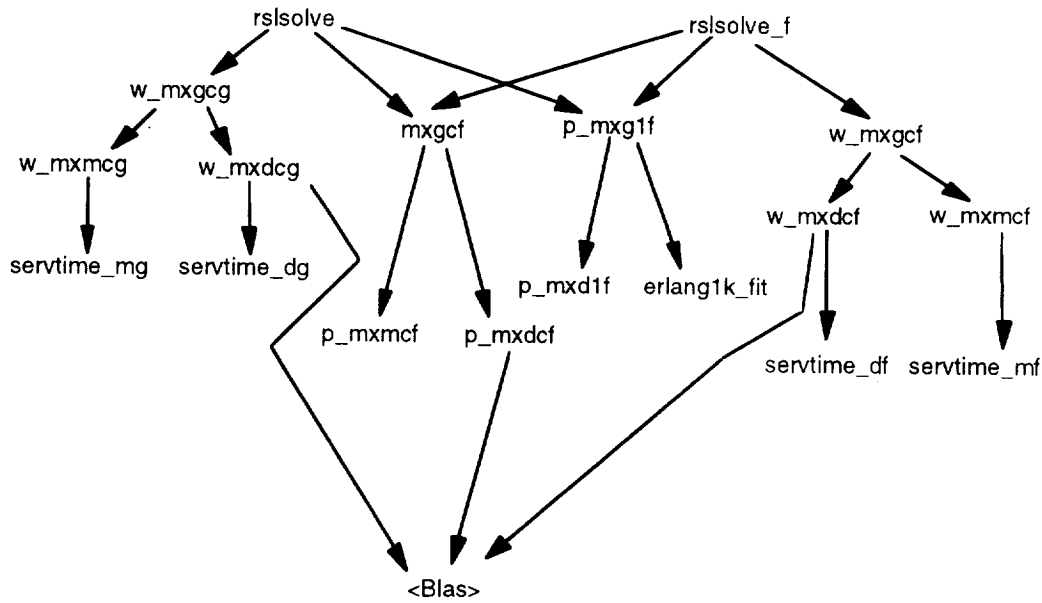 rslsolve
rslsolve_f
w_mxgcg
mxgcf
p_mxg1f
w_mxgcf
w_mxmcg
w_mxdcg
w_mxdcf
w_mxmcf
servtime_mg
servtime_dg
p_mxd1f
erlang1k_fit
p_mxmcf
p_mxdcf
servtime_df
servtime_mf
<Blas>